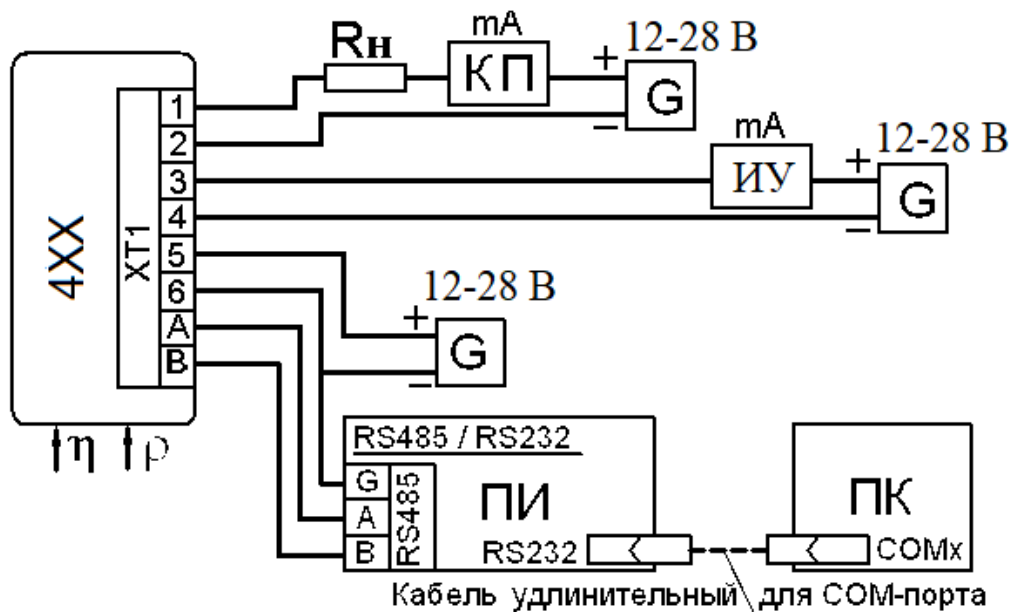 Rн
mA
КП
+
12-28 В
G
−
mA
ИУ
+
12-28 В
G
−
4XX
XT1
1
2
3
4
5
6
A
B
12-28 В
+
G
−
η
ρ
RS485 / RS232
G
A
B
RS485
ПИ
RS232
ПК
COMx
Кабель удлинительный для COM-порта